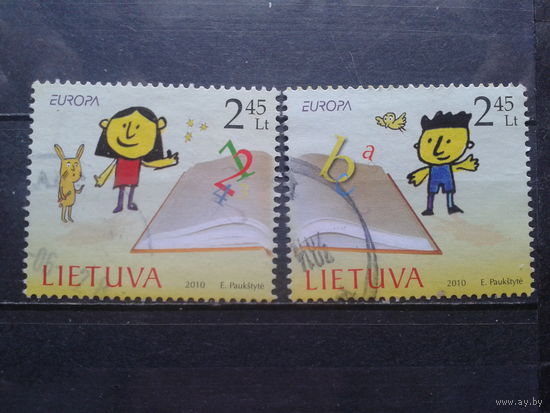 EUROPA
2 45
Lt
1 2 4
LIETUVA
2010 E. Paukštytė
EUROPA
2 45
Lt
b a
LIETUVA
2010 E. Paukštytė
© www.ay.by